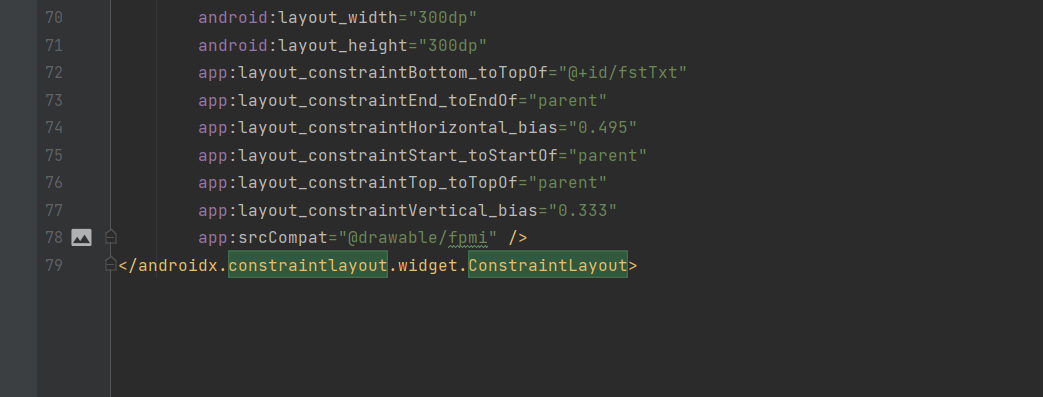 70 android:layout_width="300dp"
71 android:layout_height="300dp"
72 app:layout_constraintBottom_toTopOf="@+id/fstTxt"
73 app:layout_constraintEnd_toEndOf="parent"
74 app:layout_constraintHorizontal_bias="0.495"
75 app:layout_constraintStart_toStartOf="parent"
76 app:layout_constraintTop_toTopOf="parent"
77 app:layout_constraintVertical_bias="0.333"
78 app:srcCompat="@drawable/fpmi" />
79 </androidx.constraintlayout.widget.ConstraintLayout>